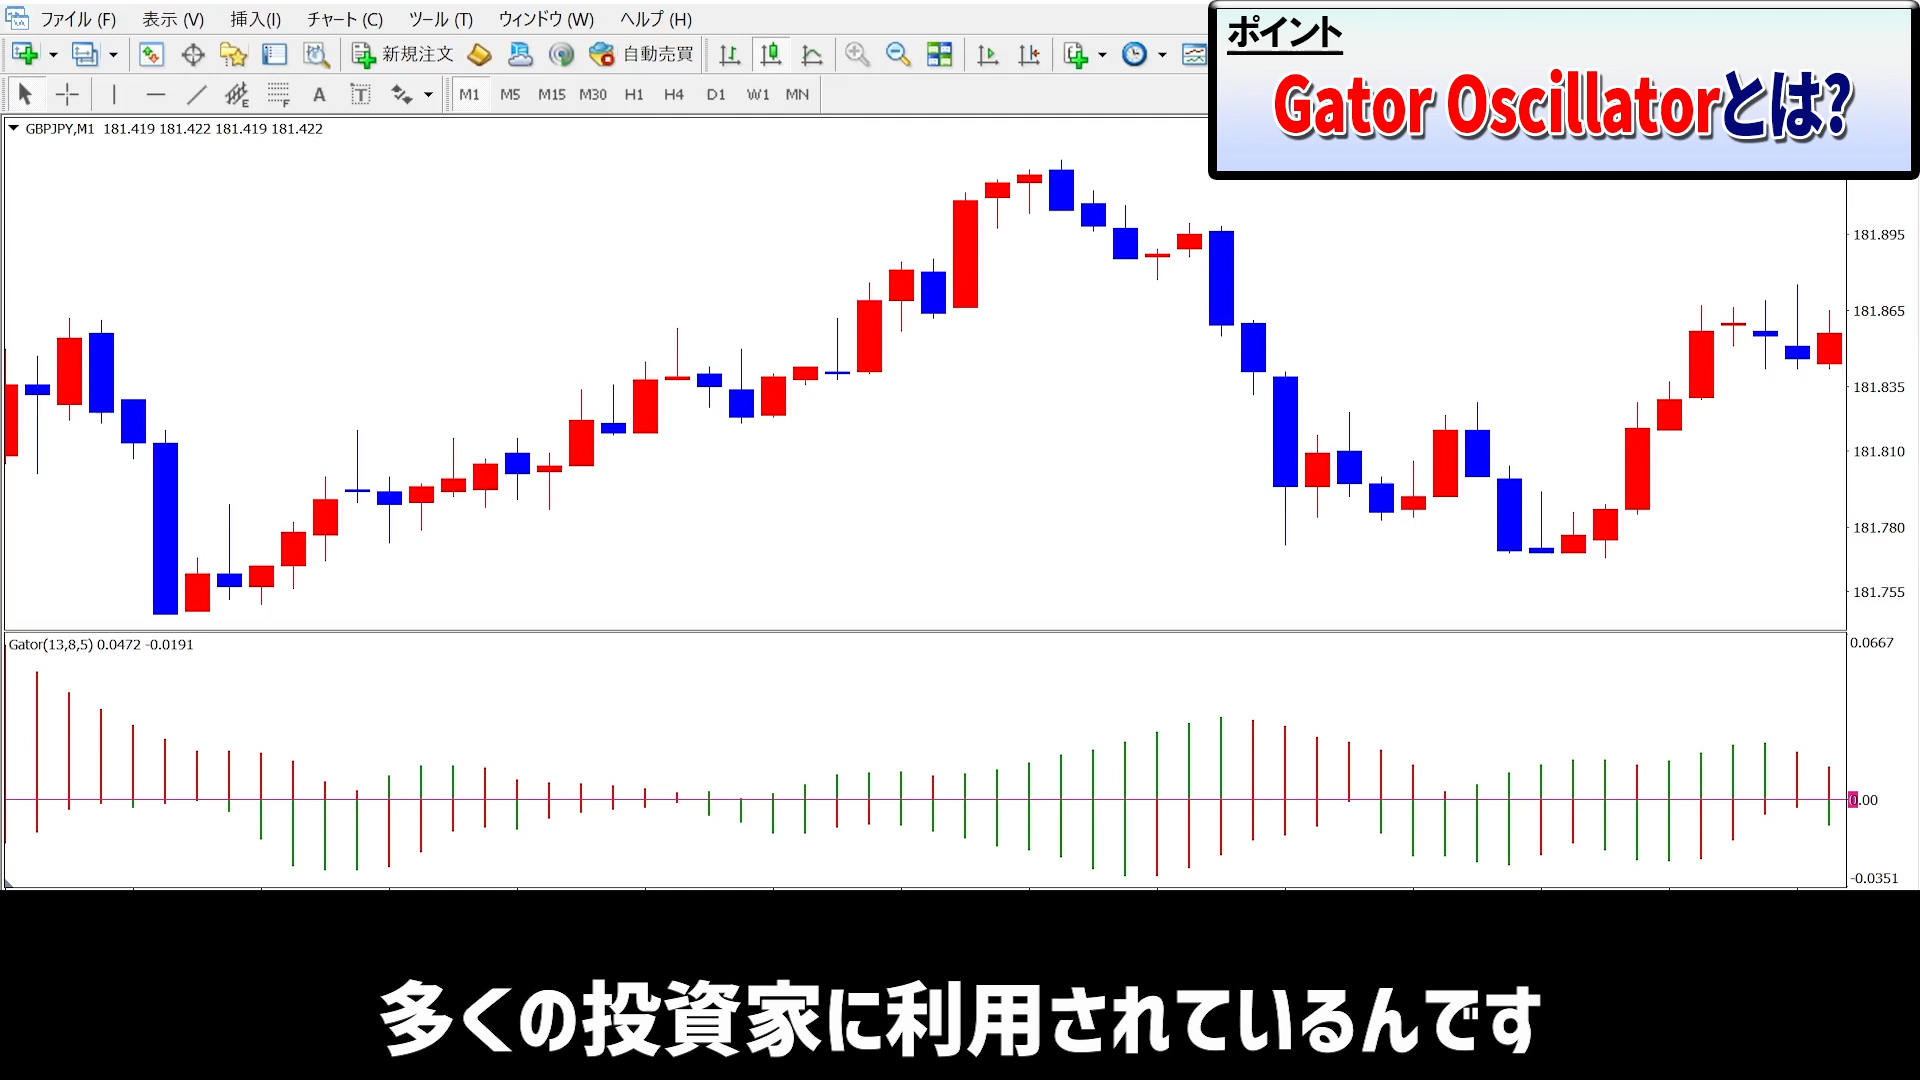 ファイル (F) 表示 (V) 挿入(I) チャート (C) ツール (T) ウィンドウ (W) ヘルプ (H)
新規注文 自動売買
M1 M5 M15 M30 H1 H4 D1 W1 MN
ポイント
Gator Oscillatorとは?
GBPJPY,M1 181.419 181.422 181.419 181.422
181.895
181.865
181.835
181.810
181.780
181.755
Gator(13,8,5) 0.0472 -0.0191
0.0667
0.00
-0.0351
多くの投資家に利用されているんです